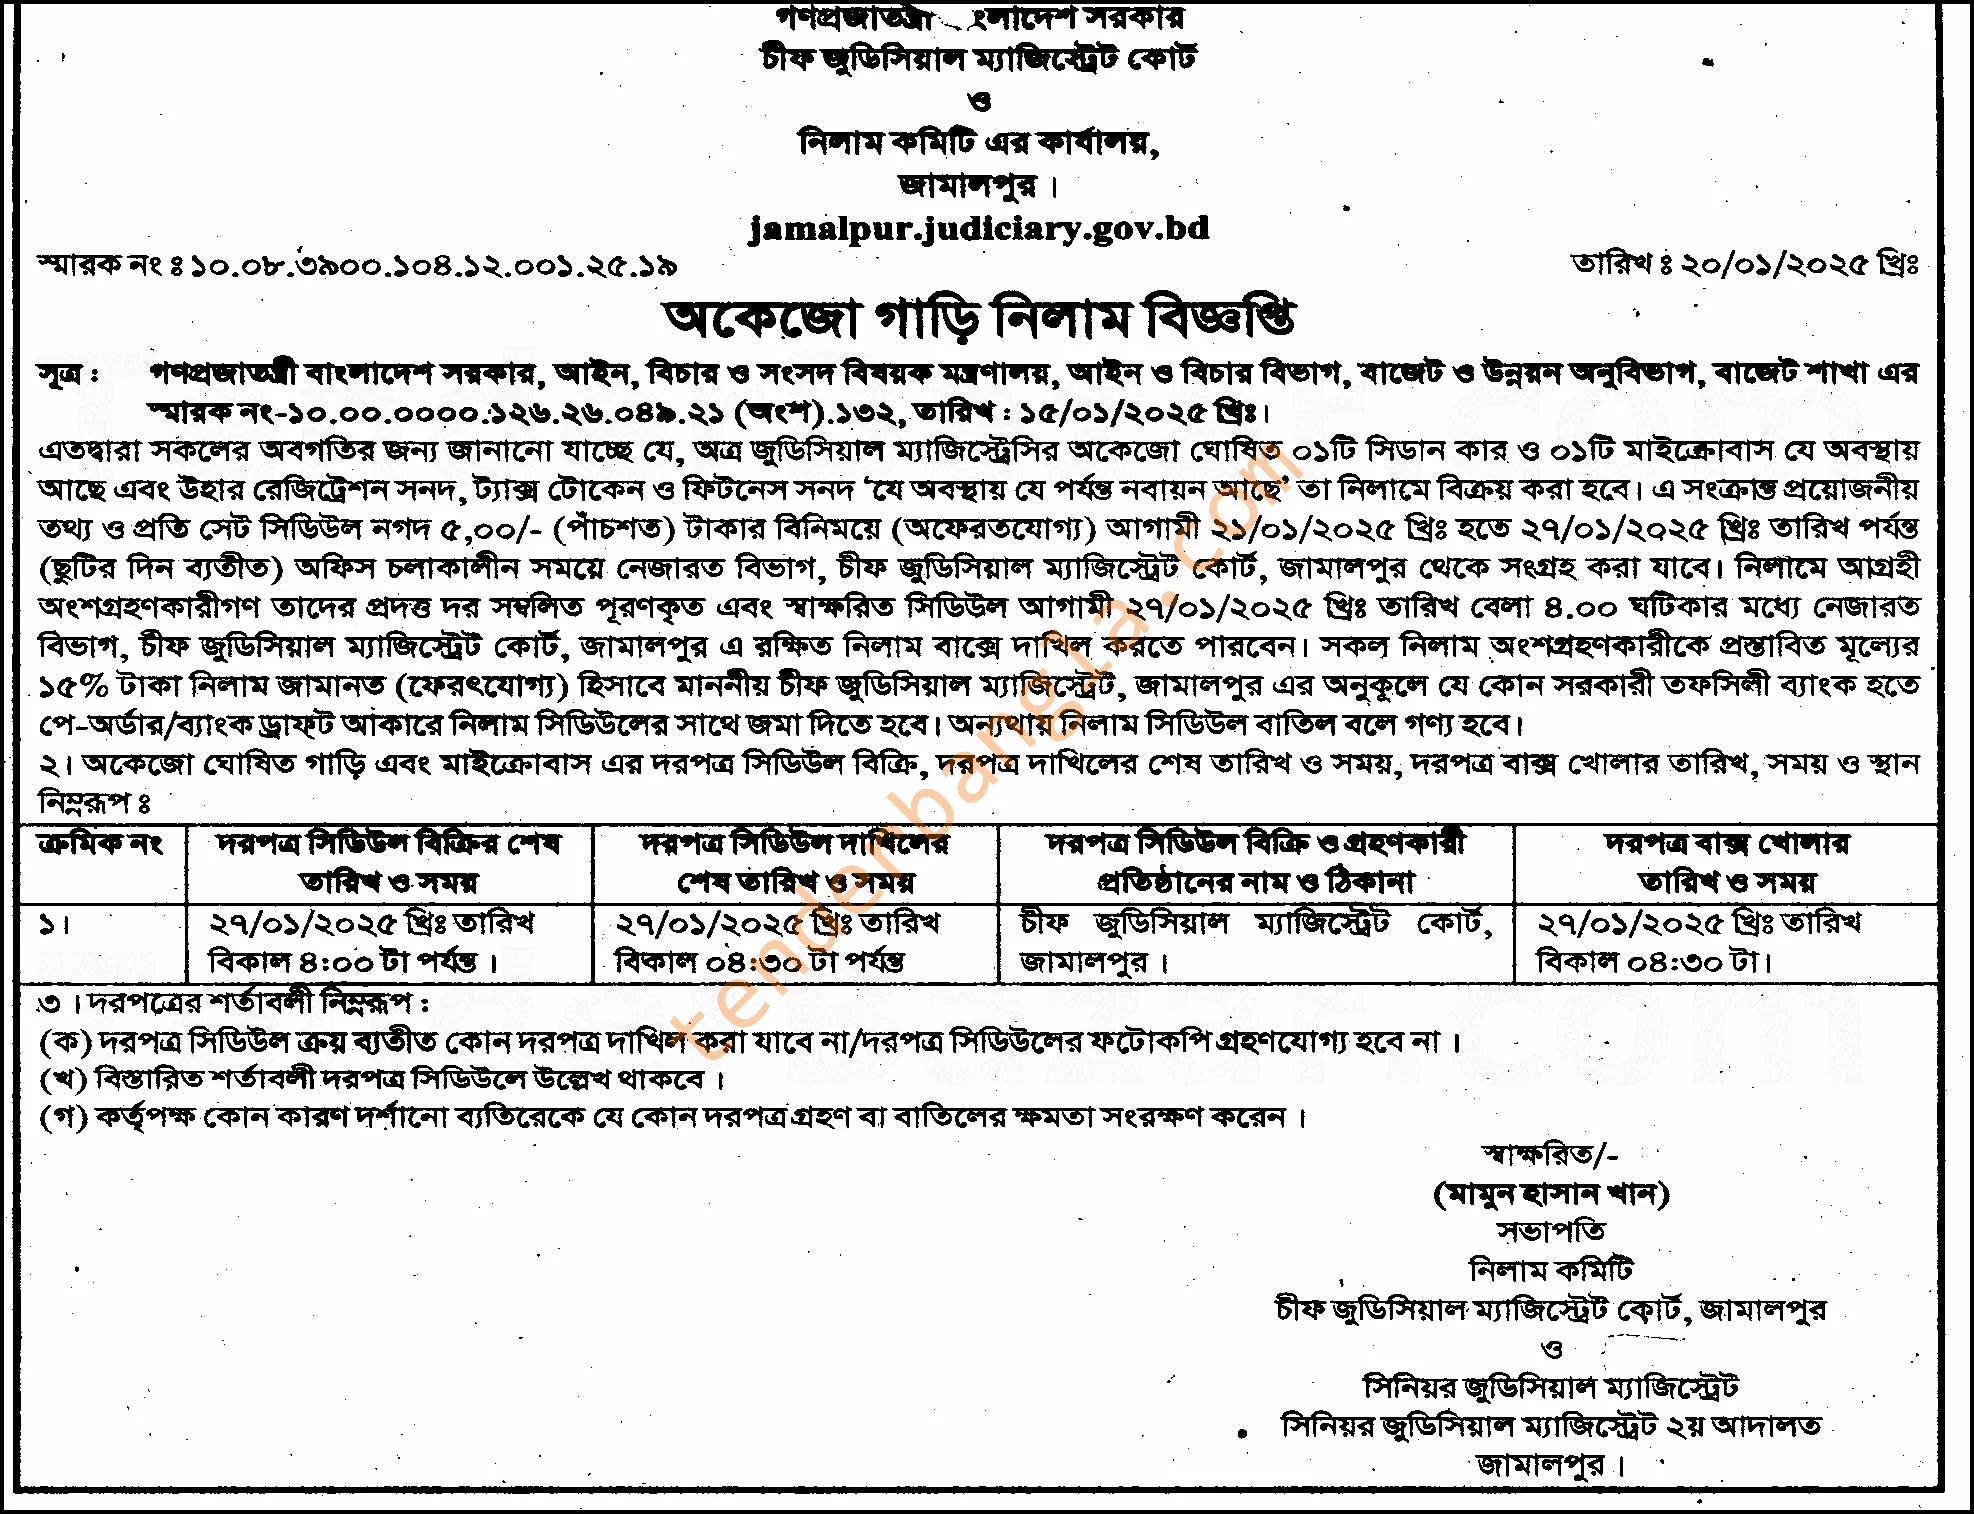 গণপ্রজাতন্ত্রী বাংলাদেশ সরকার
চীফ জুডিসিয়াল ম্যাজিস্ট্রেট কোর্ট
ও
নিলাম কমিটি এর কার্যালয়,
জামালপুর।
jamalpur.judiciary.gov.bd
স্মারক নং ঃ ১০.০৮.৩৯০০.১০৪.১২.০০১.২৫.১৯ তারিখ ঃ ২০/০১/২০২৫ খ্রিঃ
অকেজো গাড়ি নিলাম বিজ্ঞপ্তি
সূত্র : গণপ্রজাতন্ত্রী বাংলাদেশ সরকার, আইন, বিচার ও সংসদ বিষয়ক মন্ত্রণালয়, আইন ও বিচার বিভাগ, বাজেট ও উন্নয়ন অনুবিভাগ, বাজেট শাখা এর
স্মারক নং-১০.০০.০০০০.১২৬.২৬.০৪৯.২১ (অংশ).১৩২, তারিখ : ১৫/০১/২০২৫ খ্রিঃ।
এতদ্বারা সকলের অবগতির জন্য জানানো যাচ্ছে যে, অত্র জুডিসিয়াল ম্যাজিস্ট্রেসির অকেজো ঘোষিত ০১টি সিডান কার ও ০১টি মাইক্রোবাস যে অবস্থায়
আছে এবং উহার রেজিট্রেশন সনদ, ট্যাক্স টোকেন ও ফিটনেস সনদ ‘যে অবস্থায় যে পর্যন্ত নবায়ন আছে’ তা নিলামে বিক্রয় করা হবে। এ সংক্রান্ত প্রয়োজনীয়
তথ্য ও প্রতি সেট সিডিউল নগদ ৫,০০/- (পাঁচশত) টাকার বিনিময়ে (অফেরতযোগ্য) আগামী ২১/০১/২০২৫ খ্রিঃ হতে ২৭/০১/২০২৫ খ্রিঃ তারিখ পর্যন্ত
(ছুটির দিন ব্যতীত) অফিস চলাকালীন সময়ে নেজারত বিভাগ, চীফ জুডিসিয়াল ম্যাজিস্ট্রেট কোর্ট, জামালপুর থেকে সংগ্রহ করা যাবে। নিলামে আগ্রহী
অংশগ্রহণকারীগণ তাদের প্রদত্ত দর সম্বলিত পূরণকৃত এবং স্বাক্ষরিত সিডিউল আগামী ২৭/০১/২০২৫ খ্রিঃ তারিখ বেলা ৪.০০ ঘটিকার মধ্যে নেজারত
বিভাগ, চীফ জুডিসিয়াল ম্যাজিস্ট্রেট কোর্ট, জামালপুর এ রক্ষিত নিলাম বাক্সে দাখিল করতে পারবেন। সকল নিলাম অংশগ্রহণকারীকে প্রস্তাবিত মূল্যের
১৫% টাকা নিলাম জামানত (ফেরৎযোগ্য) হিসাবে মাননীয় চীফ জুডিসিয়াল ম্যাজিস্ট্রেট, জামালপুর এর অনুকূলে যে কোন সরকারী তফসিলী ব্যাংক হতে
পে-অর্ডার/ব্যাংক ড্রাফ্ট আকারে নিলাম সিডিউলের সাথে জমা দিতে হবে। অন্যথায় নিলাম সিডিউল বাতিল বলে গণ্য হবে।
২। অকেজো ঘোষিত গাড়ি এবং মাইক্রোবাস এর দরপত্র সিডিউল বিক্রি, দরপত্র দাখিলের শেষ তারিখ ও সময়, দরপত্র বাক্স খোলার তারিখ, সময় ও স্থান
নিম্নরূপ ঃ
ক্রমিক নং দরপত্র সিডিউল বিক্রির শেষ দরপত্র সিডিউল দাখিলের দরপত্র সিডিউল বিক্রি ও গ্রহণকারী দরপত্র বাক্স খোলার
তারিখ ও সময় শেষ তারিখ ও সময় প্রতিষ্ঠানের নাম ও ঠিকানা তারিখ ও সময়
১। ২৭/০১/২০২৫ খ্রিঃ তারিখ ২৭/০১/২০২৫ খ্রিঃ তারিখ চীফ জুডিসিয়াল ম্যাজিস্ট্রেট কোর্ট, ২৭/০১/২০২৫ খ্রিঃ তারিখ
বিকাল ৪:০০ টা পর্যন্ত। বিকাল ০৪:৩০ টা পর্যন্ত জামালপুর। বিকাল ০৪:৩০ টা।
৩। দরপত্রের শর্তাবলী নিম্নরূপ :
(ক) দরপত্র সিডিউল ক্রয় ব্যতীত কোন দরপত্র দাখিল করা যাবে না/দরপত্র সিডিউলের ফটোকপি গ্রহণযোগ্য হবে না।
(খ) বিস্তারিত শর্তাবলী দরপত্র সিডিউলে উল্লেখ থাকবে।
(গ) কর্তৃপক্ষ কোন কারণ দর্শানো ব্যতিরেকে যে কোন দরপত্র গ্রহণ বা বাতিলের ক্ষমতা সংরক্ষণ করেন।
স্বাক্ষরিত/-
(মামুন হাসান খান)
সভাপতি
নিলাম কমিটি
চীফ জুডিসিয়াল ম্যাজিস্ট্রেট কোর্ট, জামালপুর
ও
সিনিয়র জুডিসিয়াল ম্যাজিস্ট্রেট
সিনিয়র জুডিসিয়াল ম্যাজিস্ট্রেট ২য় আদালত
জামালপুর।
tenderbangla.com